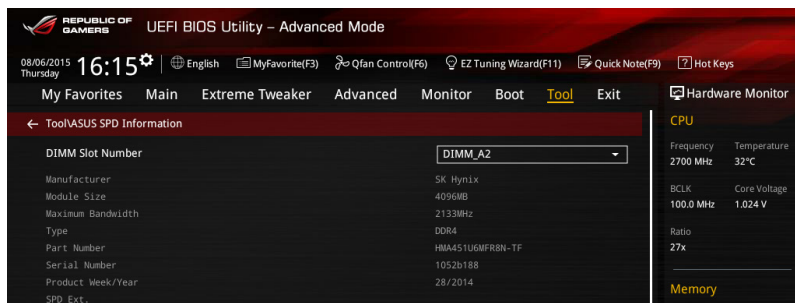 REPUBLIC OF GAMERS UEFI BIOS Utility – Advanced Mode
08/06/2015 Thursday 16:15 English MyFavorite(F3) Qfan Control(F6) EZ Tuning Wizard(F11) Quick Note(F9) ? Hot Keys
My Favorites Main Extreme Tweaker Advanced Monitor Boot Tool Exit
← Tool\ASUS SPD Information
DIMM Slot Number DIMM_A2
Manufacturer SK Hynix
Module Size 4096MB
Maximum Bandwidth 2133MHz
Type DDR4
Part Number HMA451U6MFR8N-TF
Serial Number 1052b188
Product Week/Year 28/2014
SPD Ext.
Hardware Monitor
CPU
Frequency Temperature
2700 MHz 32°C
BCLK Core Voltage
100.0 MHz 1.024 V
Ratio
27x
Memory